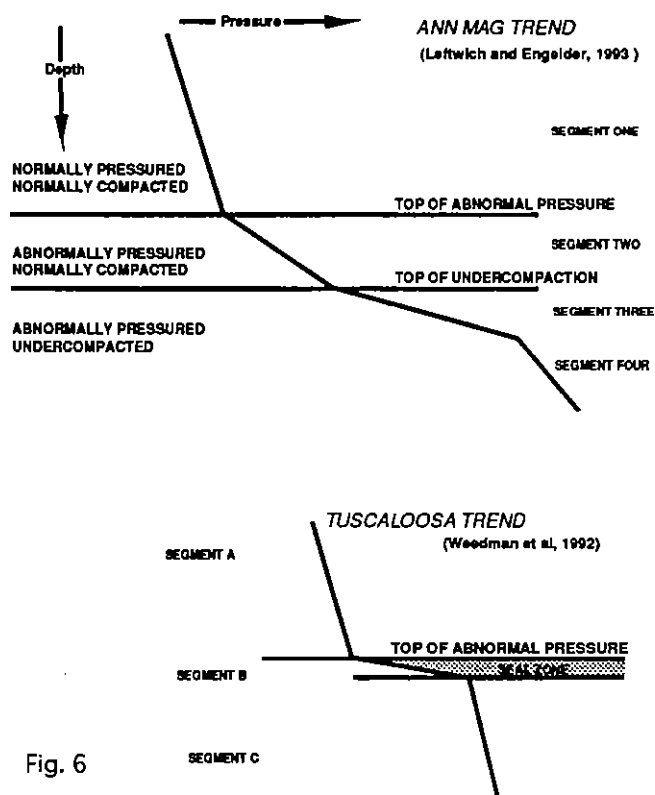 Pressure
ANN MAG TREND
(Leftwich and Engelder, 1993 )
Depth
SEGMENT ONE
NORMALLY PRESSURED
NORMALLY COMPACTED
TOP OF ABNORMAL PRESSURE
SEGMENT TWO
ABNORMALLY PRESSURED
NORMALLY COMPACTED
TOP OF UNDERCOMPACTION
SEGMENT THREE
ABNORMALLY PRESSURED
UNDERCOMPACTED
SEGMENT FOUR
TUSCALOOSA TREND
(Weedman et al, 1992)
SEGMENT A
TOP OF ABNORMAL PRESSURE
SEAL ZONE
SEGMENT B
SEGMENT C
Fig. 6